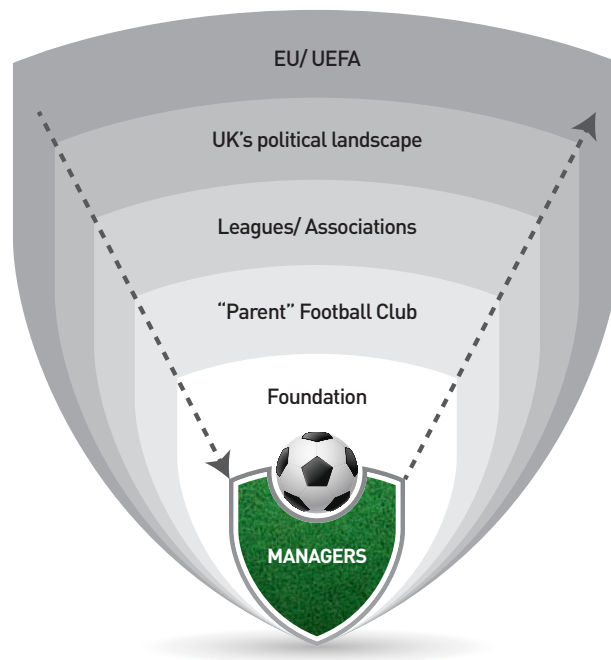 EU/ UEFA
UK’s political landscape
Leagues/ Associations
“Parent” Football Club
Foundation
MANAGERS